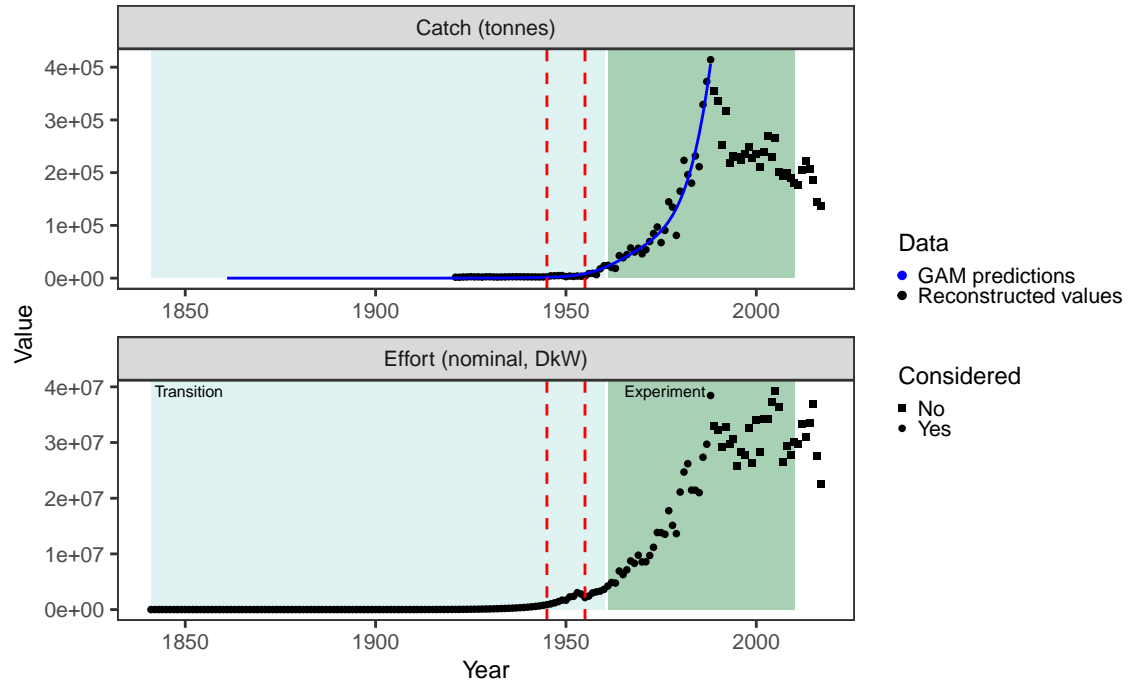 Catch (tonnes)
4e+05
3e+05
2e+05
1e+05
0e+00
1850 1900 1950 2000
Effort (nominal, DkW)
Transition Experiment
4e+07
3e+07
2e+07
1e+07
0e+00
1850 1900 1950 2000
Value
Year
Data
GAM predictions
Reconstructed values
Considered
No
Yes